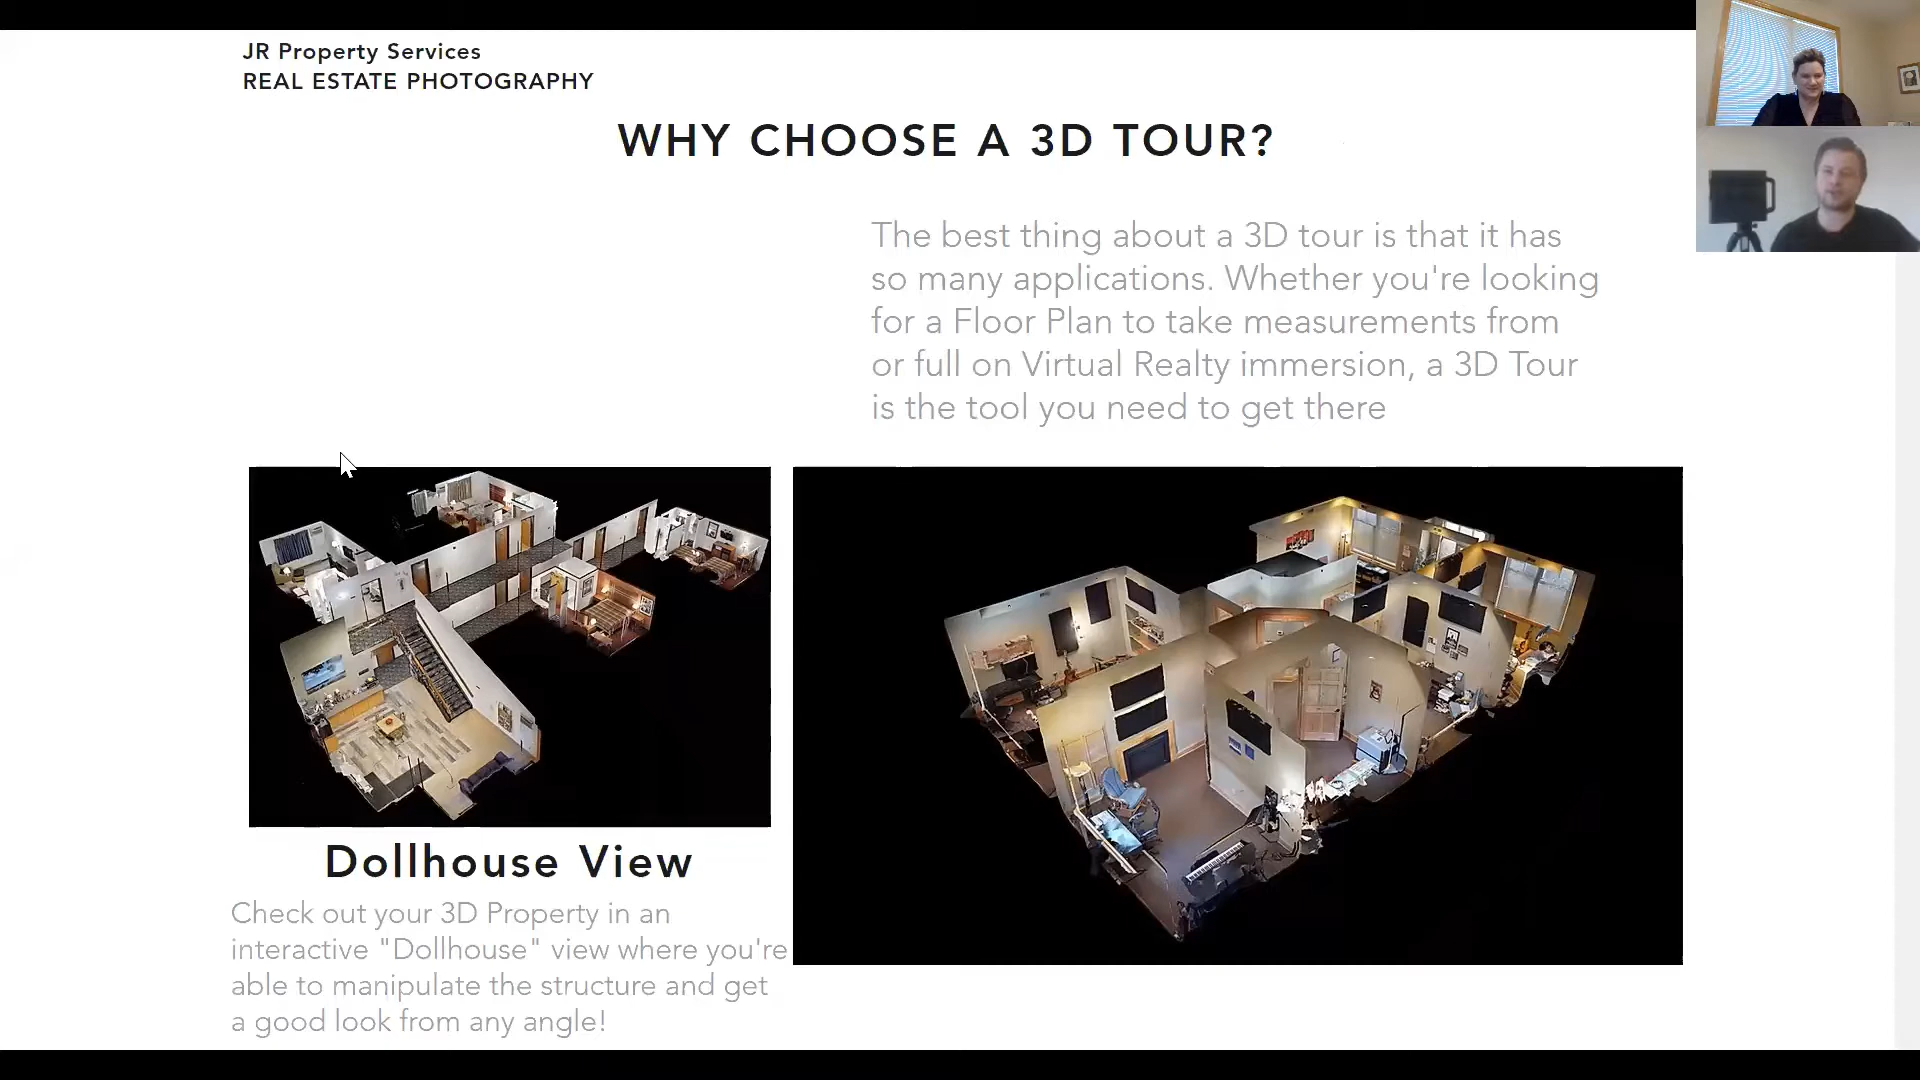 JR Property Services
REAL ESTATE PHOTOGRAPHY
WHY CHOOSE A 3D TOUR?
The best thing about a 3D tour is that it has
so many applications. Whether you're looking
for a Floor Plan to take measurements from
or full on Virtual Realty immersion, a 3D Tour
is the tool you need to get there
Dollhouse View
Check out your 3D Property in an
interactive "Dollhouse" view where you're
able to manipulate the structure and get
a good look from any angle!